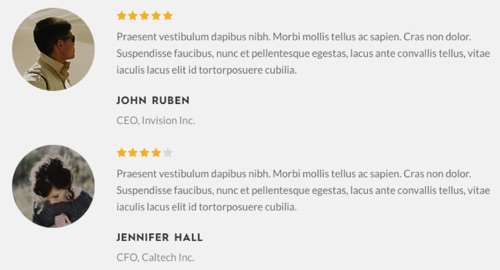 Praesent vestibulum dapibus nibh. Morbi mollis tellus ac sapien. Cras non dolor.
Suspendisse faucibus, nunc et pellentesque egestas, lacus ante convallis tellus, vitae
iaculis lacus elit id tortorposuere cubilia.
JOHN RUBEN
CEO, Invision Inc.
Praesent vestibulum dapibus nibh. Morbi mollis tellus ac sapien. Cras non dolor.
Suspendisse faucibus, nunc et pellentesque egestas, lacus ante convallis tellus, vitae
iaculis lacus elit id tortorposuere cubilia.
JENNIFER HALL
CFO, Caltech Inc.